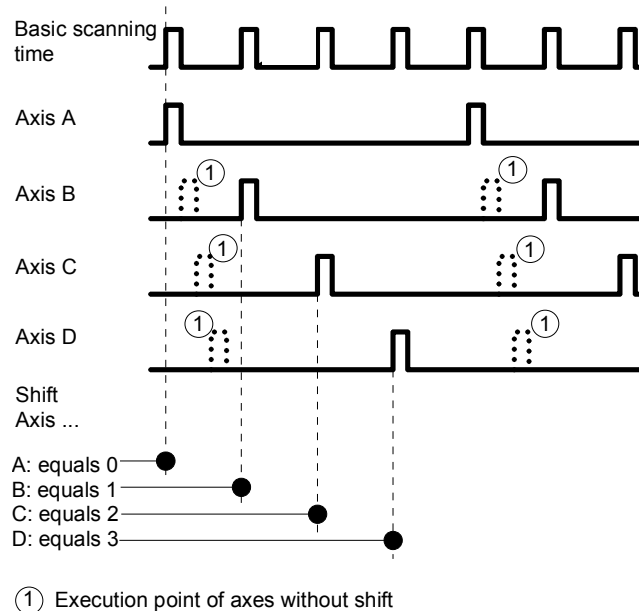 Basic scanning
time
Axis A
Axis B
1
1
Axis C
1
1
Axis D
1
1
Shift
Axis ...
A: equals 0
B: equals 1
C: equals 2
D: equals 3
1 Execution point of axes without shift